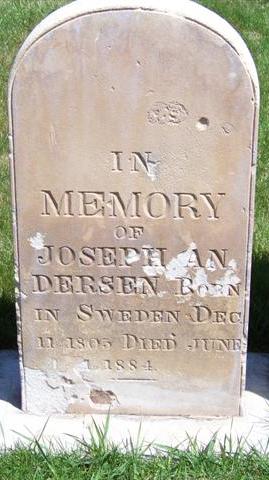 IN
MEMORY
OF
JOSEPH AN
DERSEN BORN
IN SWEDEN DEC
11 1805 DIED JUNE
1 1884.